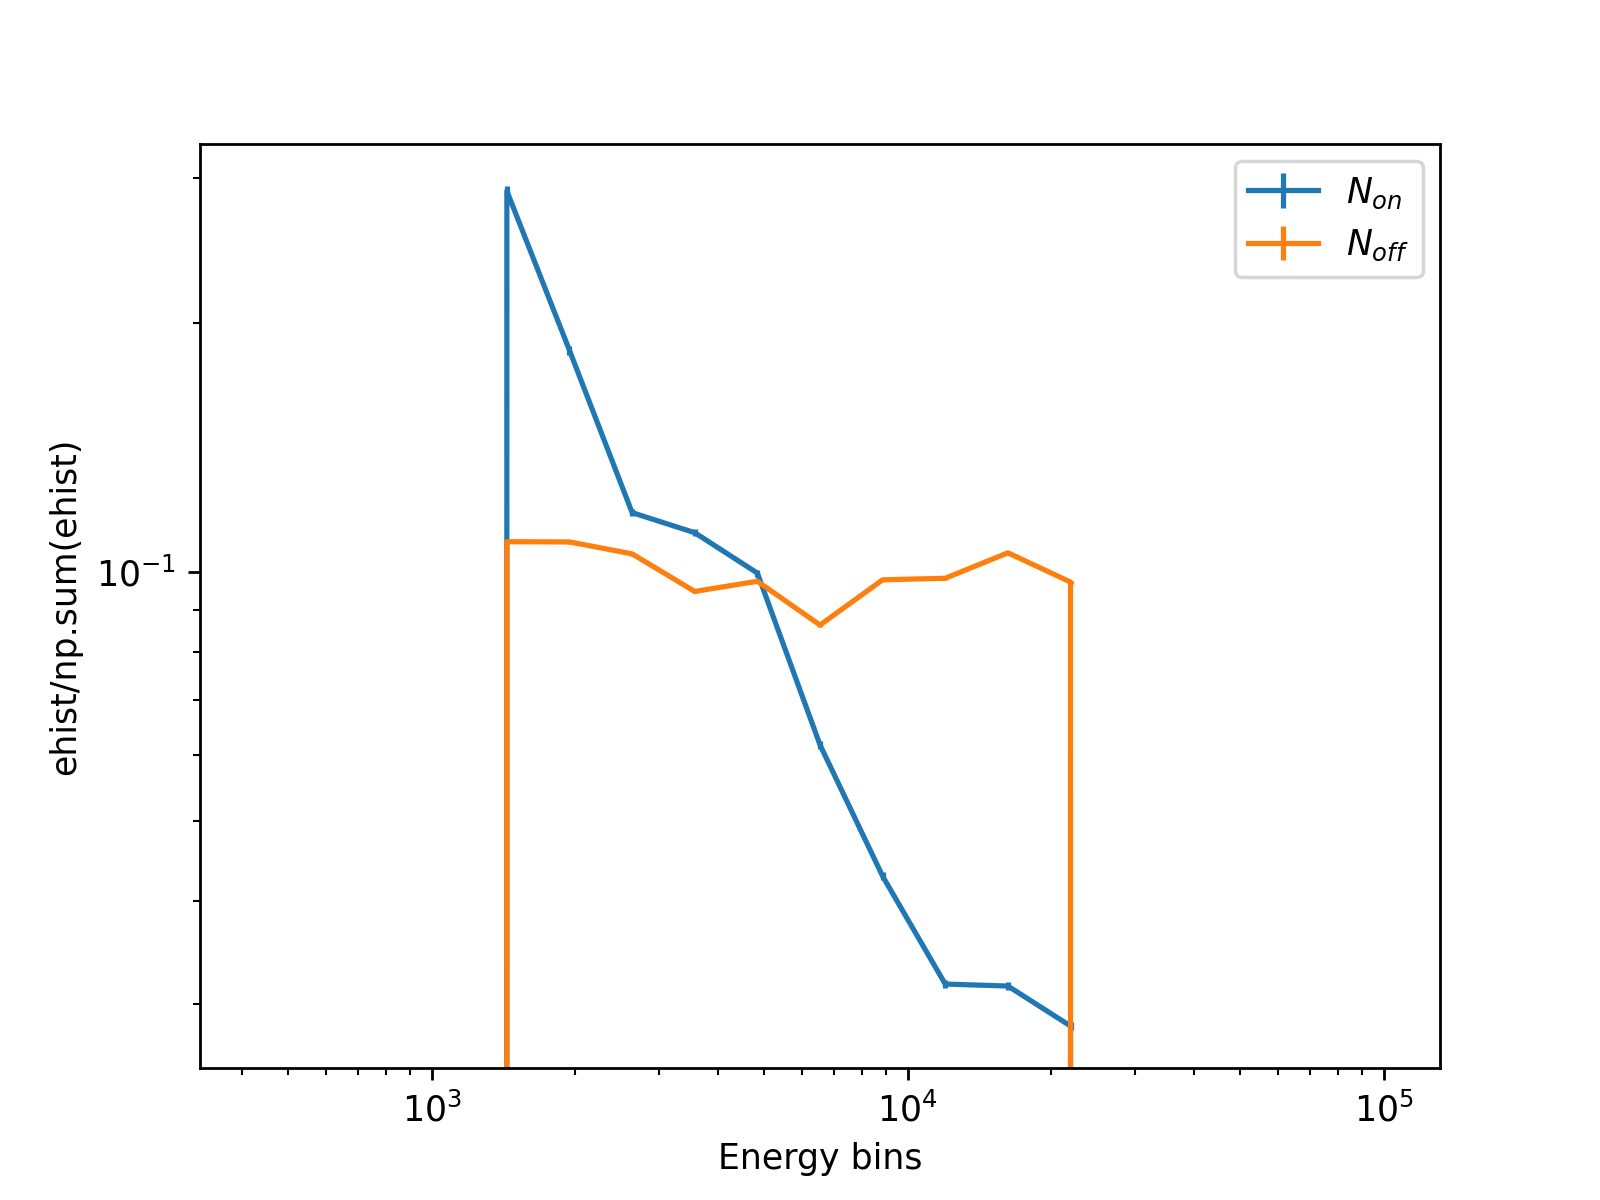 N_on
N_off
ehist/np.sum(ehist)
10^-1
10^3
10^4
10^5
Energy bins